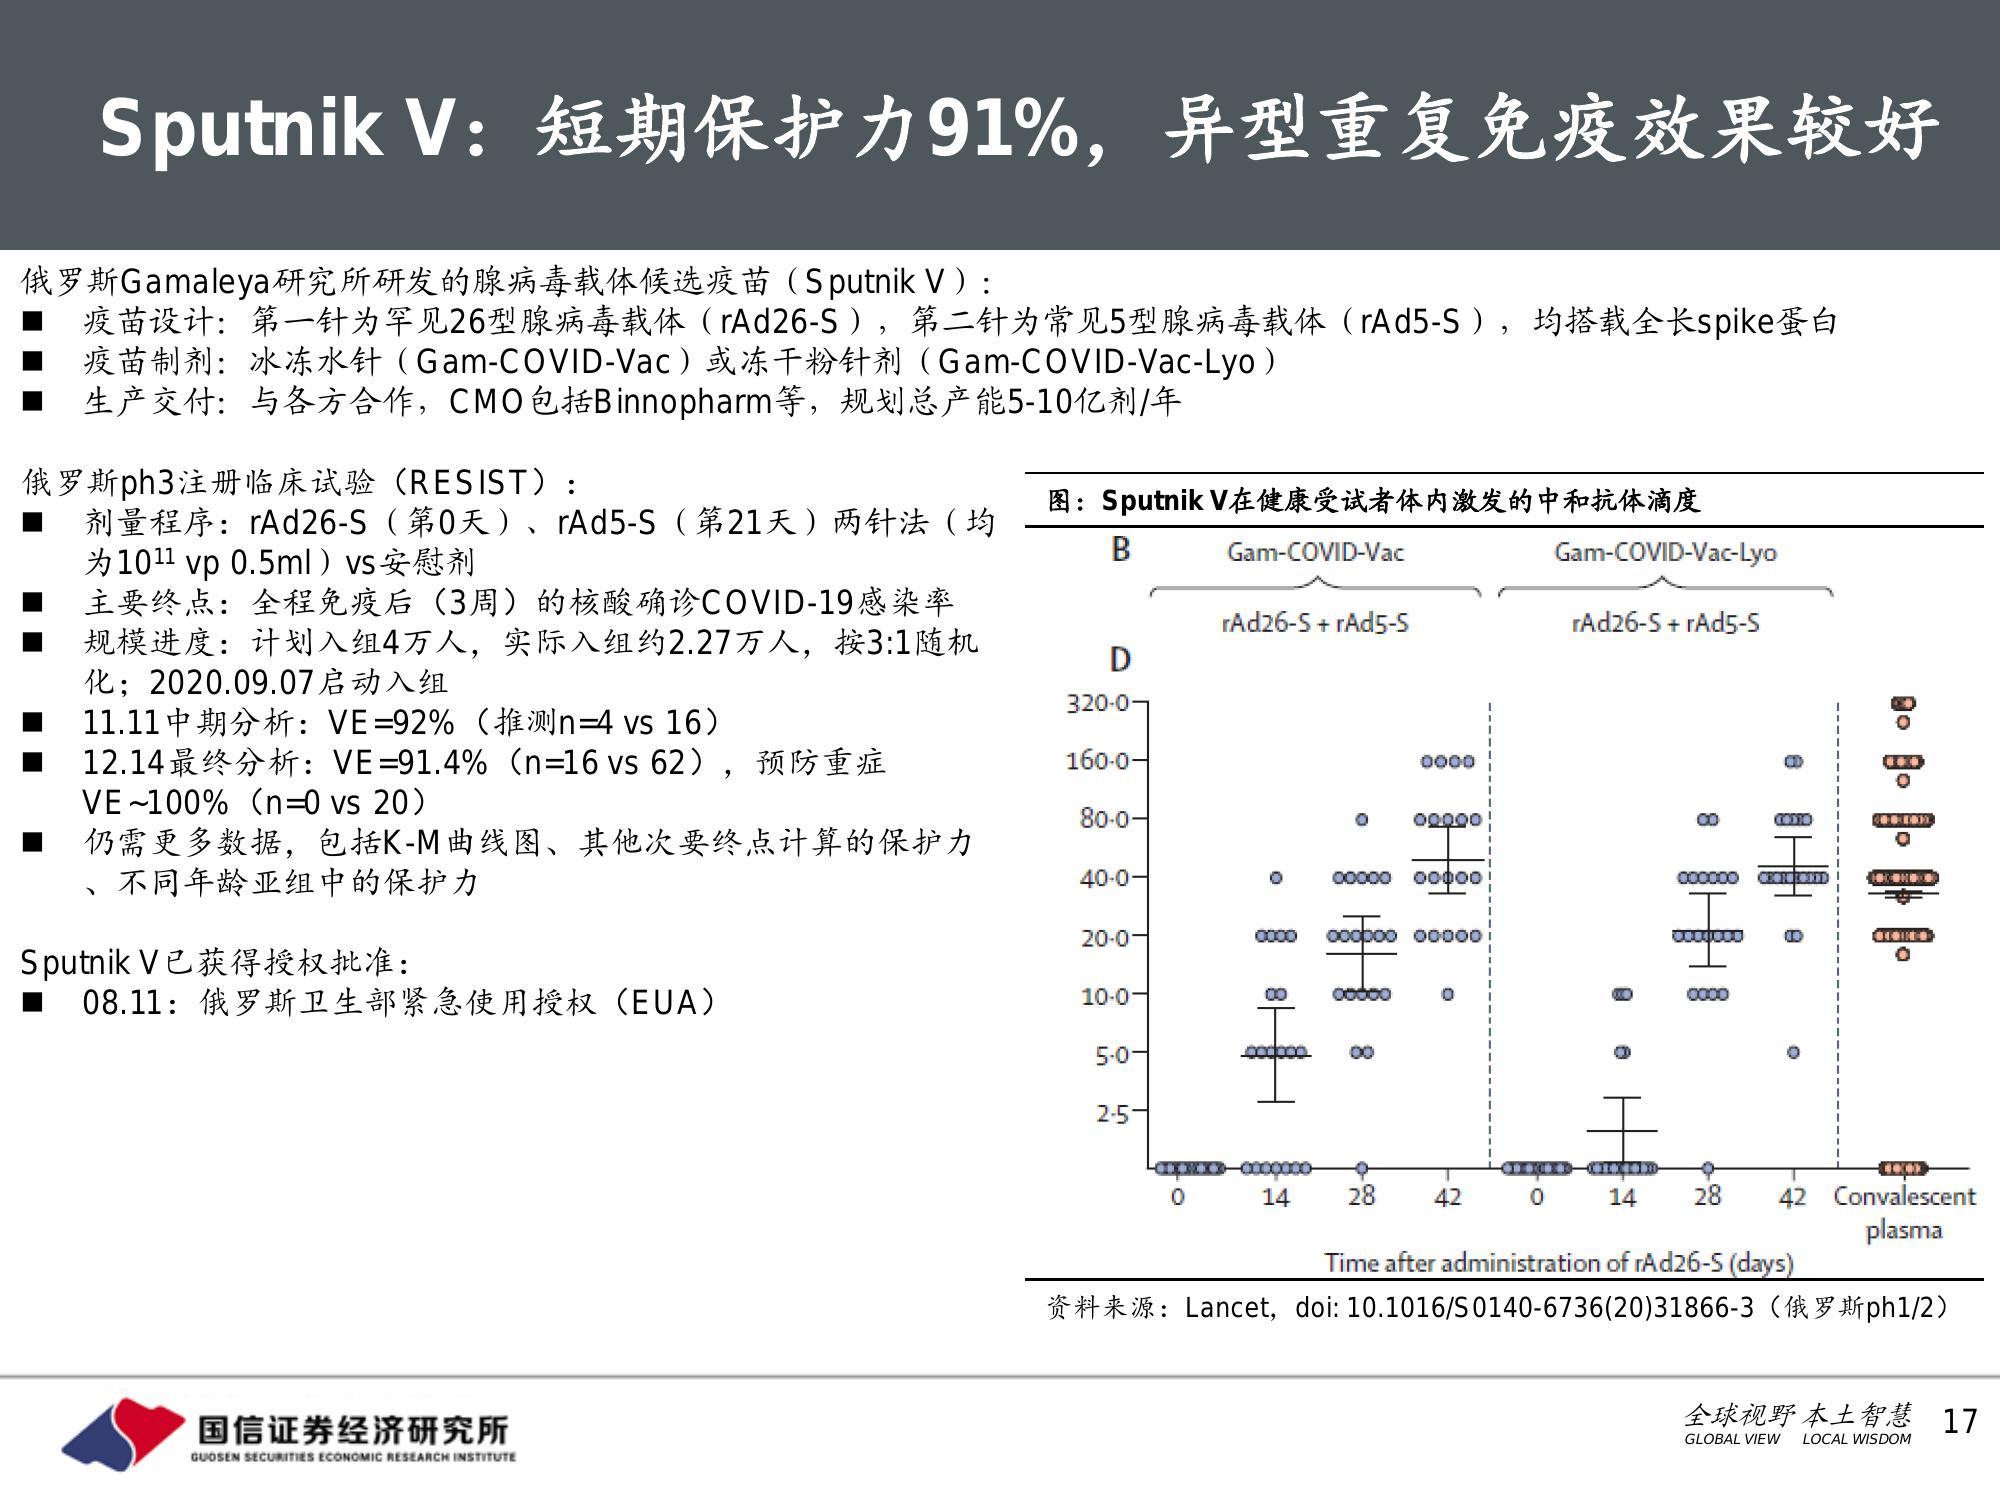 Sputnik V：短期保护力91%，异型重复免疫效果较好
俄罗斯Gamaleya研究所研发的腺病毒载体候选疫苗（Sputnik V）：
■ 疫苗设计：第一针为罕见26型腺病毒载体（rAd26-S），第二针为常见5型腺病毒载体（rAd5-S），均搭载全长spike蛋白
■ 疫苗制剂：冰冻水针（Gam-COVID-Vac）或冻干粉针剂（Gam-COVID-Vac-Lyo）
■ 生产交付：与各方合作，CMO包括Binnopharm等，规划总产能5-10亿剂/年
俄罗斯ph3注册临床试验（RESIST）：
■ 剂量程序：rAd26-S（第0天）、rAd5-S（第21天）两针法（均
为10¹¹ vp 0.5ml）vs安慰剂
■ 主要终点：全程免疫后（3周）的核酸确诊COVID-19感染率
■ 规模进度：计划入组4万人，实际入组约2.27万人，按3:1随机
化；2020.09.07启动入组
■ 11.11中期分析：VE=92%（推测n=4 vs 16）
■ 12.14最终分析：VE=91.4%（n=16 vs 62），预防重症
VE~100%（n=0 vs 20）
■ 仍需更多数据，包括K-M曲线图、其他次要终点计算的保护力
、不同年龄亚组中的保护力
Sputnik V已获得授权批准：
■ 08.11：俄罗斯卫生部紧急使用授权（EUA）
图：Sputnik V在健康受试者体内激发的中和抗体滴度
B Gam-COVID-Vac Gam-COVID-Vac-Lyo
rAd26-S + rAd5-S rAd26-S + rAd5-S
D
320·0
160·0
80·0
40·0
20·0
10·0
5·0
2·5
0 14 28 42 0 14 28 42 Convalescent
plasma
Time after administration of rAd26-S (days)
资料来源：Lancet，doi: 10.1016/S0140-6736(20)31866-3（俄罗斯ph1/2）
国信证券经济研究所
GUOSEN SECURITIES ECONOMIC RESEARCH INSTITUTE
全球视野 本土智慧
GLOBAL VIEW LOCAL WISDOM
17